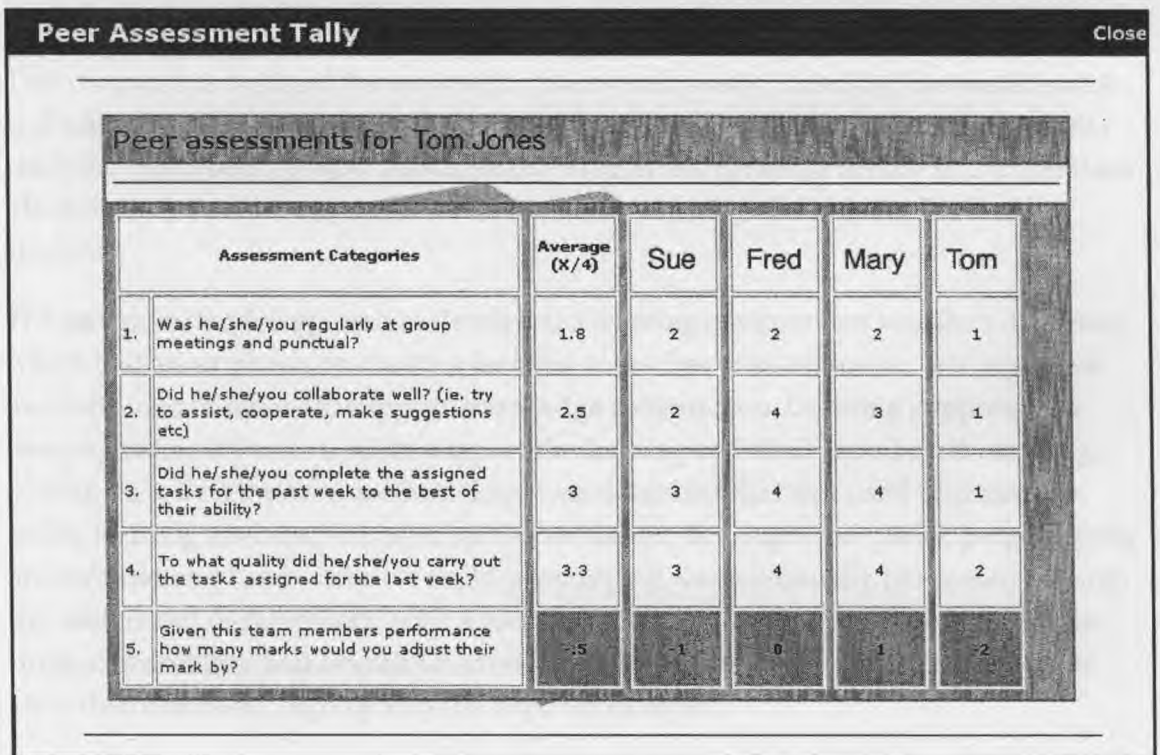 Peer Assessment Tally
Close
Peer assessments for Tom Jones
Assessment Categories
Average
(X/4)
Sue
Fred
Mary
Tom
1.
Was he/she/you regularly at group
meetings and punctual?
1.8
2
2
2
1
2.
Did he/she/you collaborate well? (ie. try
to assist, cooperate, make suggestions
etc)
2.5
2
4
3
1
3.
Did he/she/you complete the assigned
tasks for the past week to the best of
their ability?
3
3
4
4
1
4.
To what quality did he/she/you carry out
the tasks assigned for the last week?
3.3
3
4
4
2
5.
Given this team members performance
how many marks would you adjust their
mark by?
-.5
-1
0
1
-2